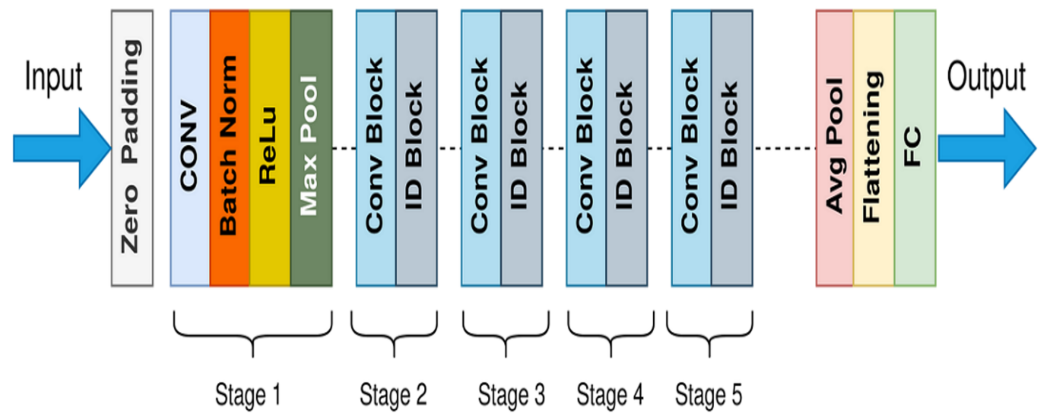 Input
Zero Padding
CONV
Batch Norm
ReLu
Max Pool
Conv Block
ID Block
Conv Block
ID Block
Conv Block
ID Block
Conv Block
ID Block
Avg Pool
Flattening
FC
Output
Stage 1
Stage 2
Stage 3
Stage 4
Stage 5